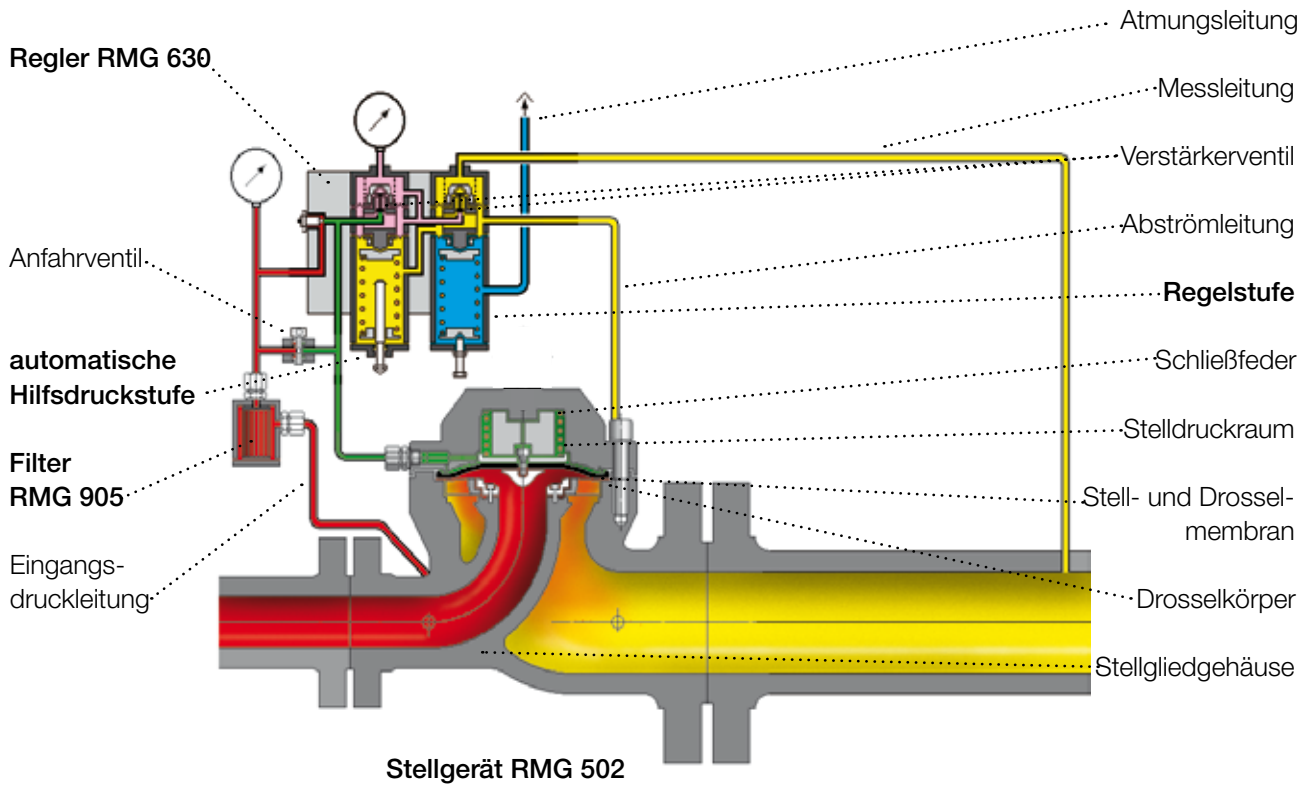 Regler RMG 630
Anfahrventil
automatische
Hilfsdruckstufe
Filter
RMG 905
Eingangs-
druckleitung
Atmungsleitung
Messleitung
Verstärkerventil
Abströmleitung
Regelstufe
Schließfeder
Stelldruckraum
Stell- und Drossel-
membran
Drosselkörper
Stellgliedgehäuse
Stellgerät RMG 502